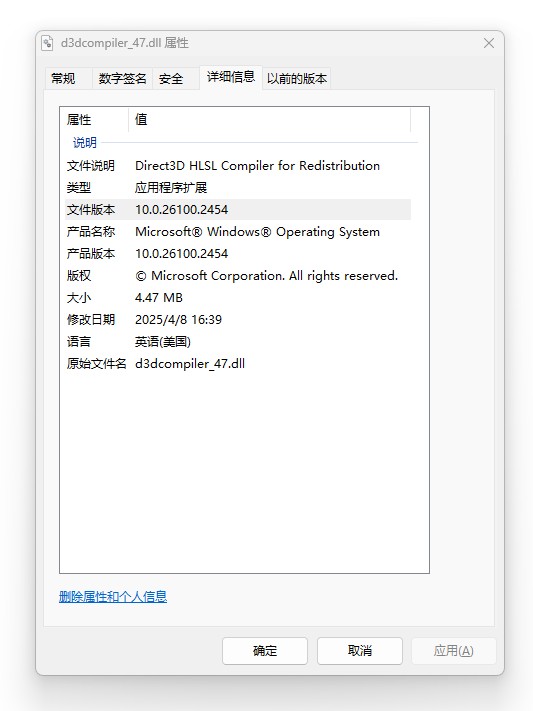 d3dcompiler_47.dll 属性
常规 数字签名 安全 详细信息 以前的版本
属性 值
说明
文件说明 Direct3D HLSL Compiler for Redistribution
类型 应用程序扩展
文件版本 10.0.26100.2454
产品名称 Microsoft® Windows® Operating System
产品版本 10.0.26100.2454
版权 © Microsoft Corporation. All rights reserved.
大小 4.47 MB
修改日期 2025/4/8 16:39
语言 英语(美国)
原始文件名 d3dcompiler_47.dll
删除属性和个人信息
确定 取消 应用(A)